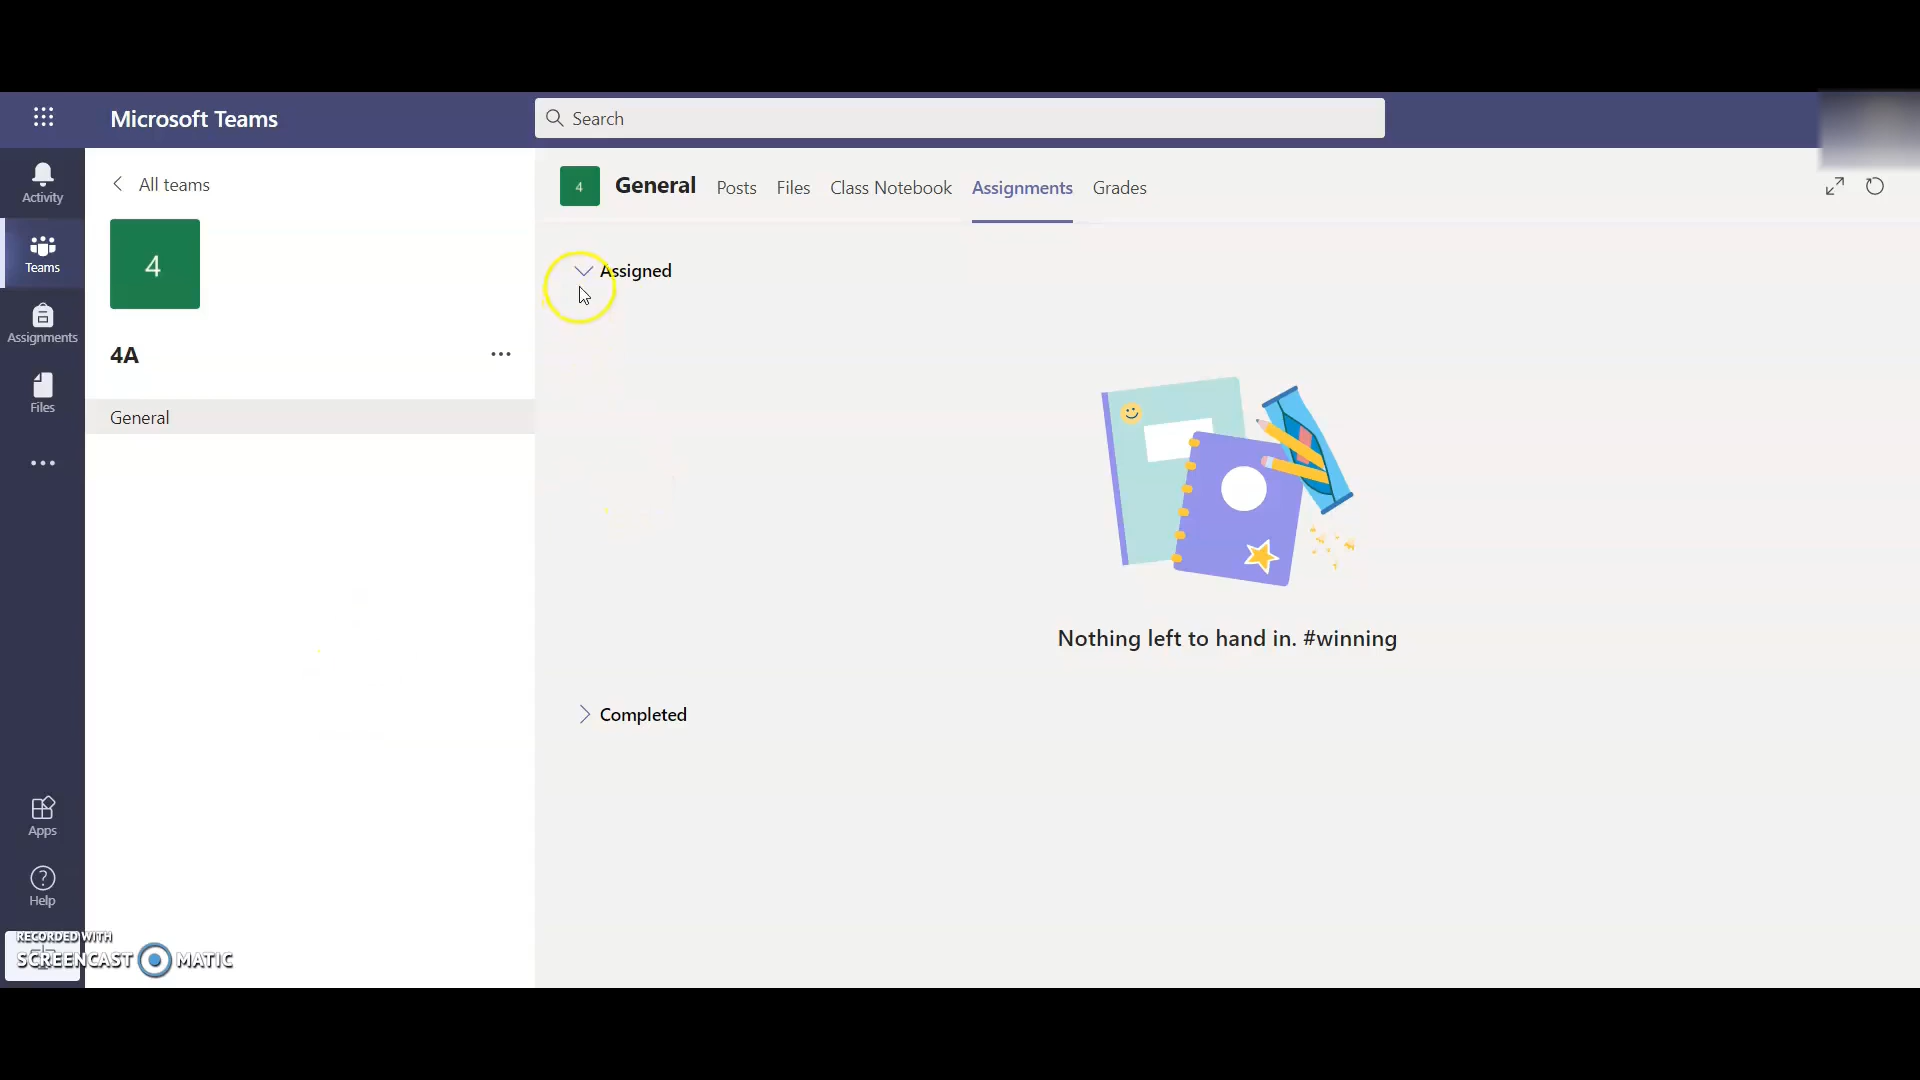 Microsoft Teams
Search
Activity
Teams
Assignments
Files
Apps
Help
All teams
4
4A
General
4
General
Posts
Files
Class Notebook
Assignments
Grades
Assigned
Nothing left to hand in. #winning
Completed
RECORDED WITH
SCREENCAST MATIC